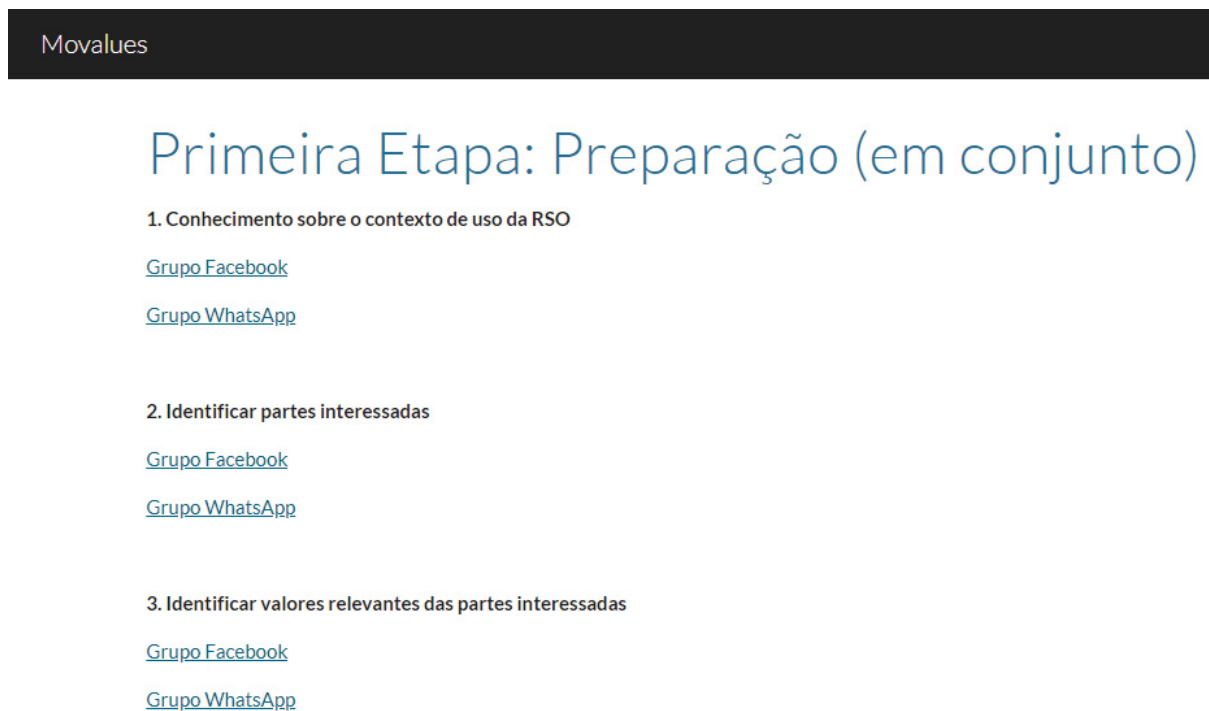 Movalues
Primeira Etapa: Preparação (em conjunto)
1. Conhecimento sobre o contexto de uso da RSO
Grupo Facebook
Grupo WhatsApp
2. Identificar partes interessadas
Grupo Facebook
Grupo WhatsApp
3. Identificar valores relevantes das partes interessadas
Grupo Facebook
Grupo WhatsApp